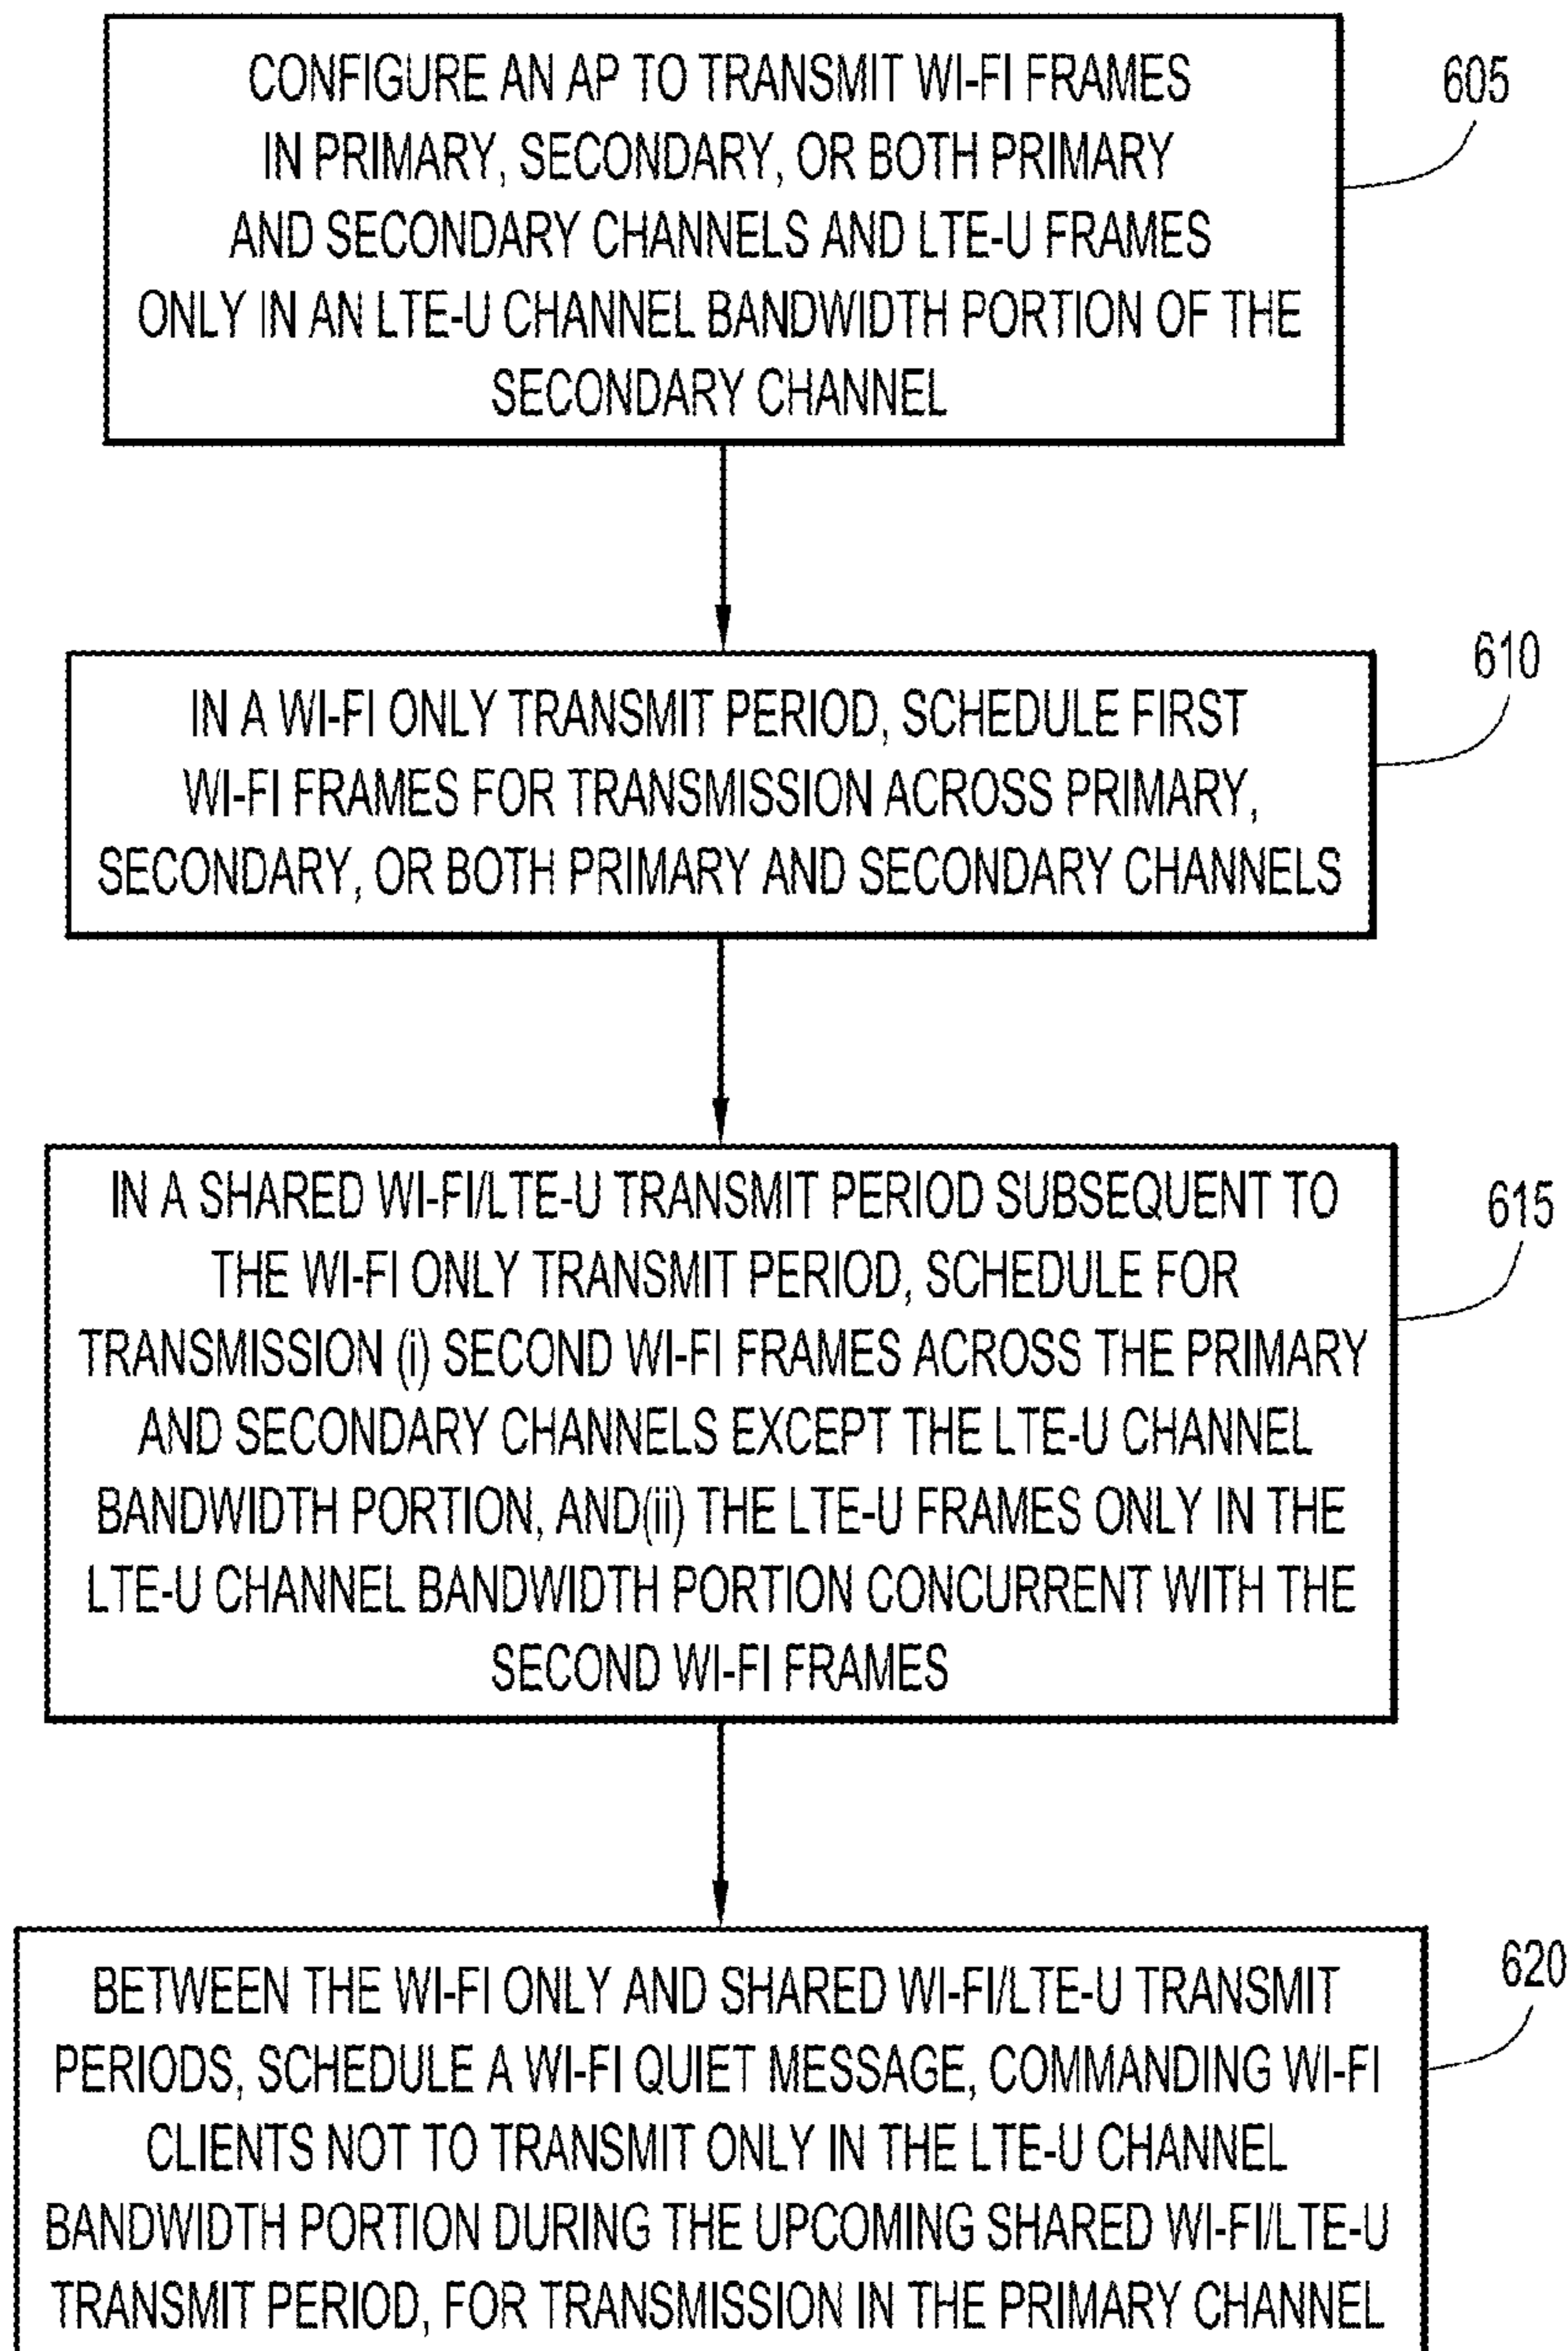 CONFIGURE AN AP TO TRANSMIT WI-FI FRAMES
IN PRIMARY, SECONDARY, OR BOTH PRIMARY
AND SECONDARY CHANNELS AND LTE-U FRAMES
ONLY IN AN LTE-U CHANNEL BANDWIDTH PORTION OF THE
SECONDARY CHANNEL
605
IN A WI-FI ONLY TRANSMIT PERIOD, SCHEDULE FIRST
WI-FI FRAMES FOR TRANSMISSION ACROSS PRIMARY,
SECONDARY, OR BOTH PRIMARY AND SECONDARY CHANNELS
610
IN A SHARED WI-FI/LTE-U TRANSMIT PERIOD SUBSEQUENT TO
THE WI-FI ONLY TRANSMIT PERIOD, SCHEDULE FOR
TRANSMISSION (i) SECOND WI-FI FRAMES ACROSS THE PRIMARY
AND SECONDARY CHANNELS EXCEPT THE LTE-U CHANNEL
BANDWIDTH PORTION, AND(ii) THE LTE-U FRAMES ONLY IN THE
LTE-U CHANNEL BANDWIDTH PORTION CONCURRENT WITH THE
SECOND WI-FI FRAMES
615
BETWEEN THE WI-FI ONLY AND SHARED WI-FI/LTE-U TRANSMIT
PERIODS, SCHEDULE A WI-FI QUIET MESSAGE, COMMANDING WI-FI
CLIENTS NOT TO TRANSMIT ONLY IN THE LTE-U CHANNEL
BANDWIDTH PORTION DURING THE UPCOMING SHARED WI-FI/LTE-U
TRANSMIT PERIOD, FOR TRANSMISSION IN THE PRIMARY CHANNEL
620